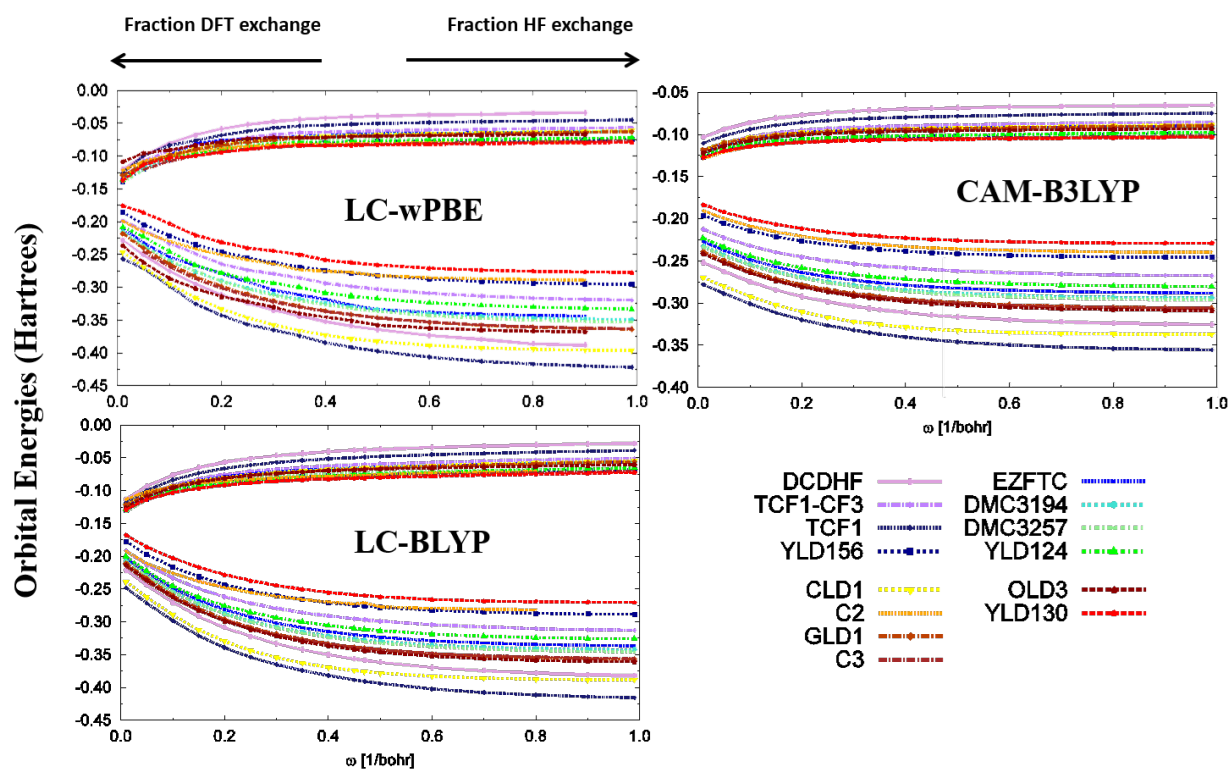 Fraction DFT exchange
Fraction HF exchange
Orbital Energies (Hartrees)
0.00
-0.05
-0.10
-0.15
-0.20
-0.25
-0.30
-0.35
-0.40
-0.45
LC-wPBE
0.0 0.2 0.4 0.6 0.8 1.0
-0.05
-0.10
-0.15
-0.20
-0.25
-0.30
-0.35
-0.40
CAM-B3LYP
0.0 0.2 0.4 0.6 0.8 1.0
ω [1/bohr]
0.00
-0.05
-0.10
-0.15
-0.20
-0.25
-0.30
-0.35
-0.40
-0.45
LC-BLYP
0.0 0.2 0.4 0.6 0.8 1.0
ω [1/bohr]
DCDHF
TCF1-CF3
TCF1
YLD156
CLD1
C2
GLD1
C3
EZFTC
DMC3194
DMC3257
YLD124
OLD3
YLD130